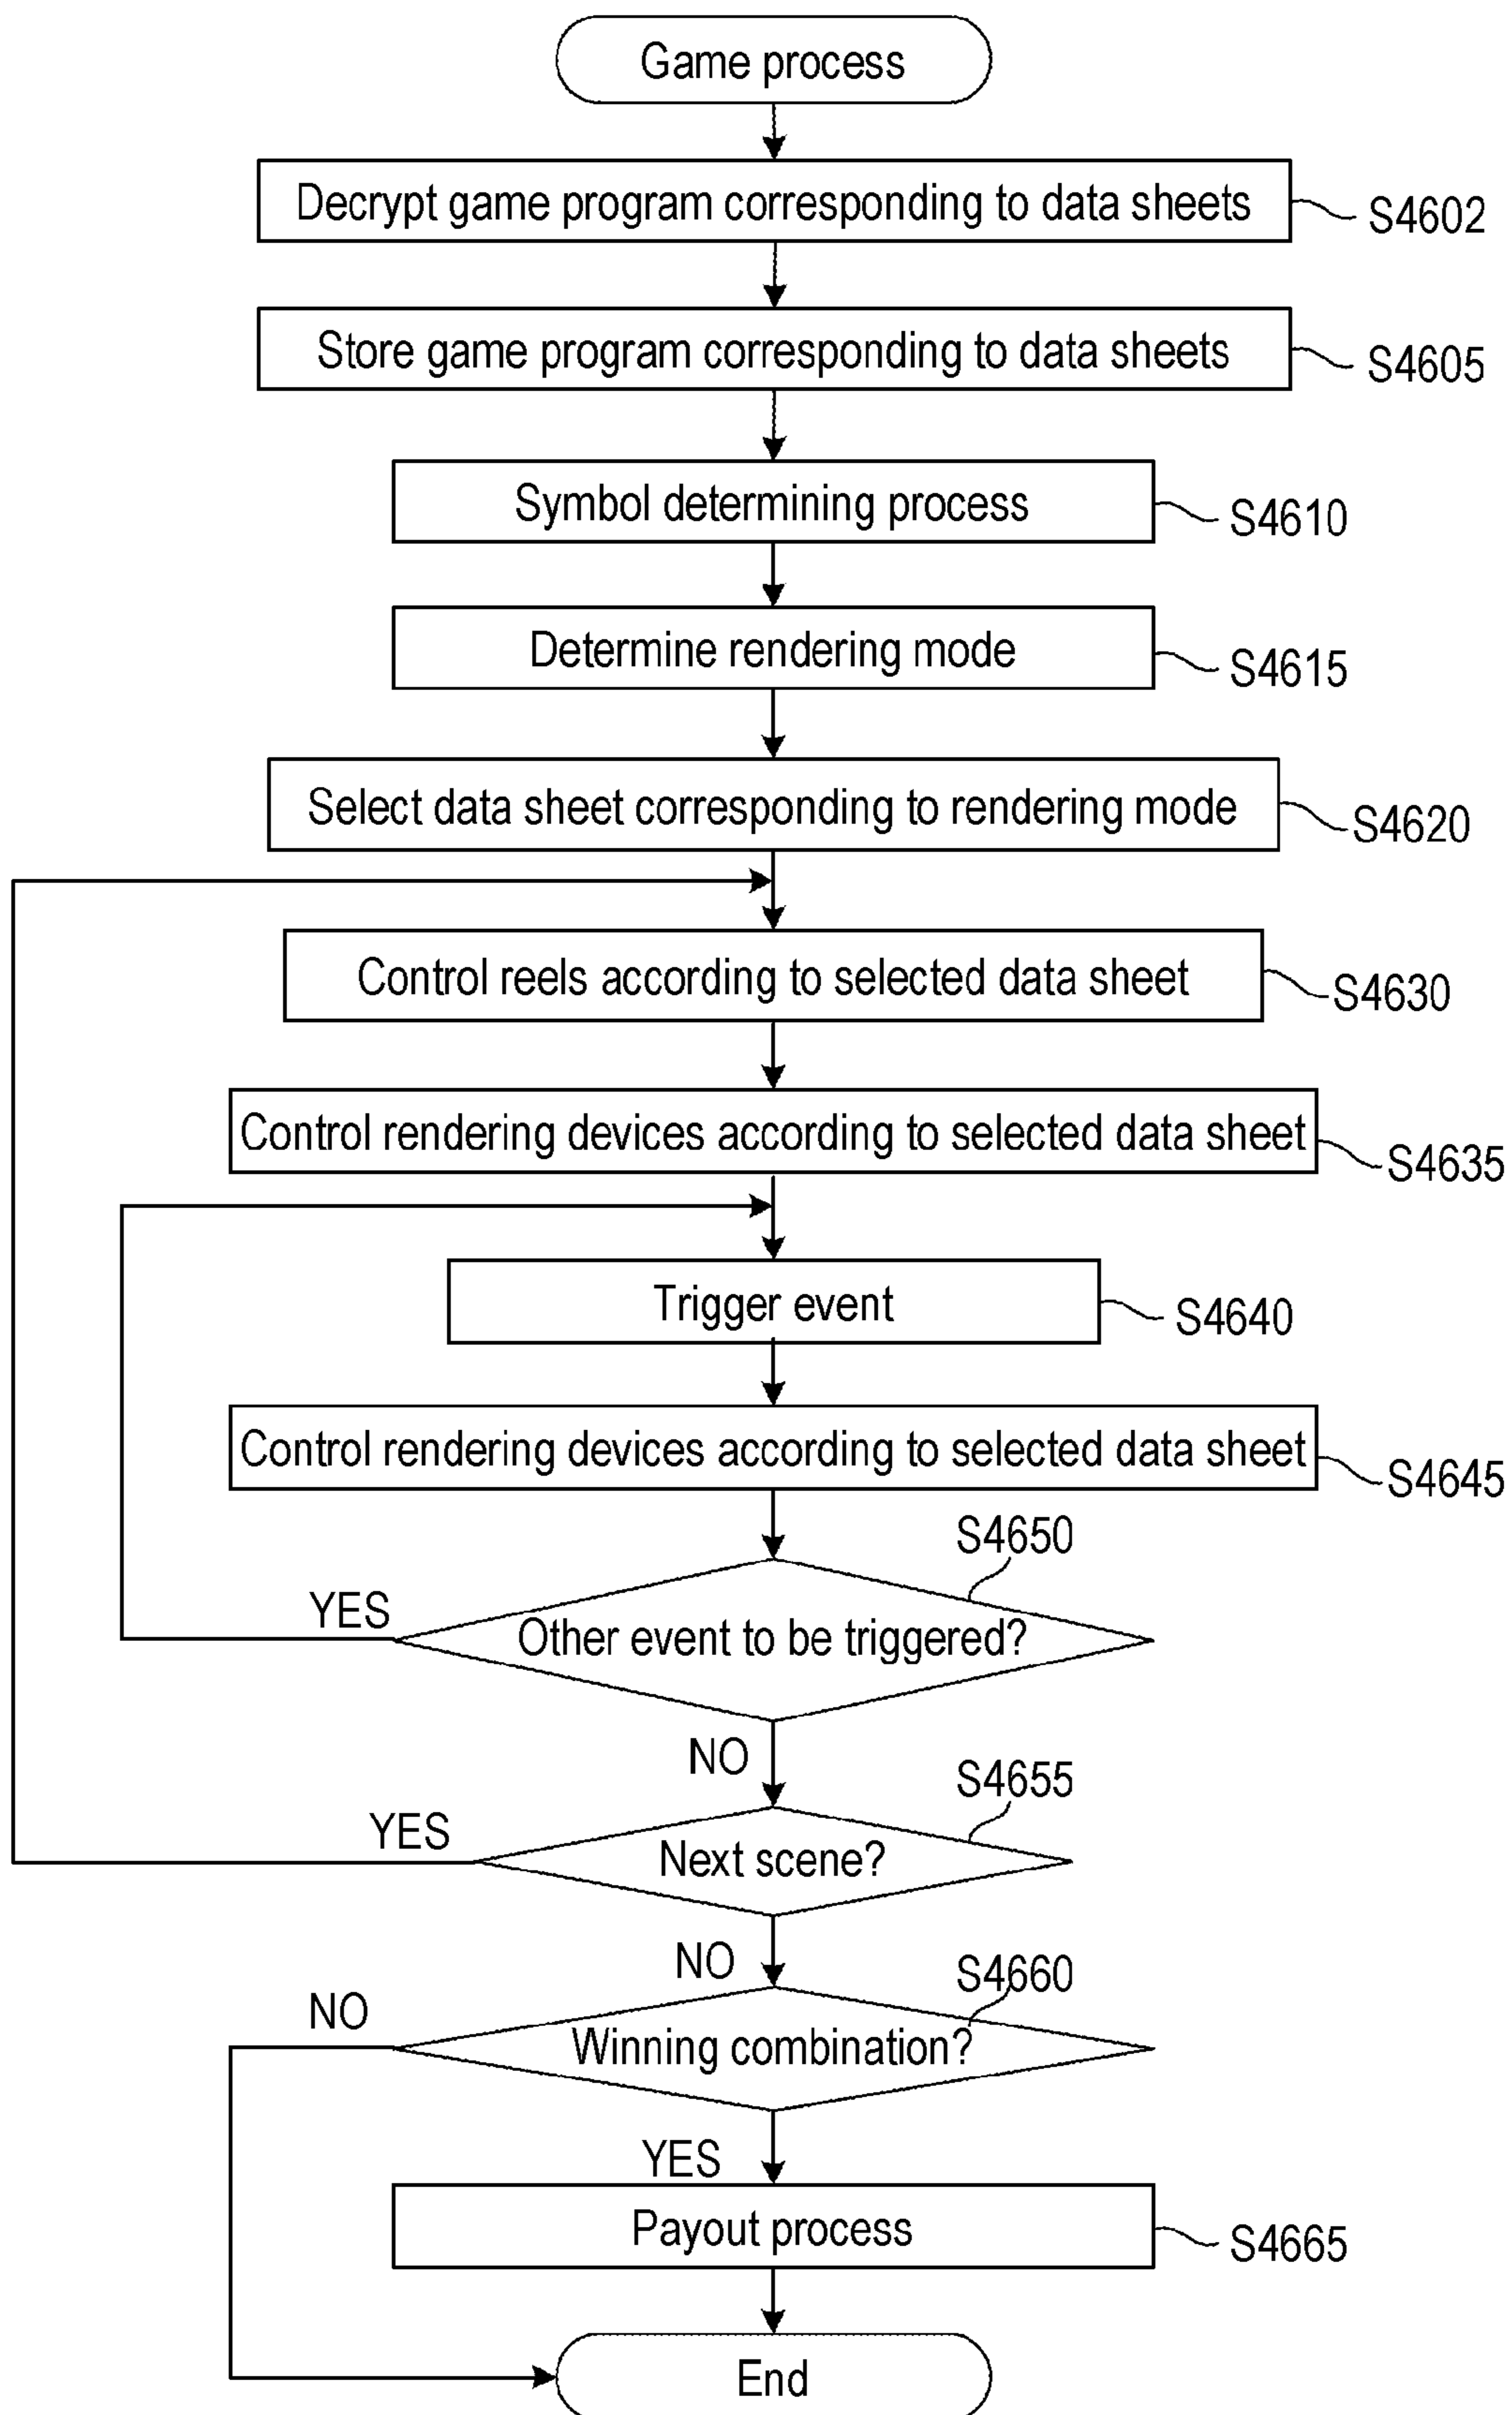 Game process
Decrypt game program corresponding to data sheets
S4602
Store game program corresponding to data sheets
S4605
Symbol determining process
S4610
Determine rendering mode
S4615
Select data sheet corresponding to rendering mode
S4620
Control reels according to selected data sheet
S4630
Control rendering devices according to selected data sheet
S4635
Trigger event
S4640
Control rendering devices according to selected data sheet
S4645
S4650
YES
Other event to be triggered?
NO
S4655
YES
Next scene?
NO
S4660
NO
Winning combination?
YES
Payout process
S4665
End